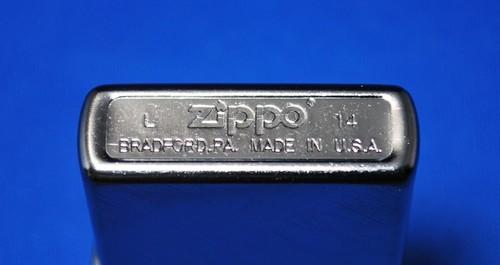 L zippo® 14
BRADFORD.PA. MADE IN U.S.A.